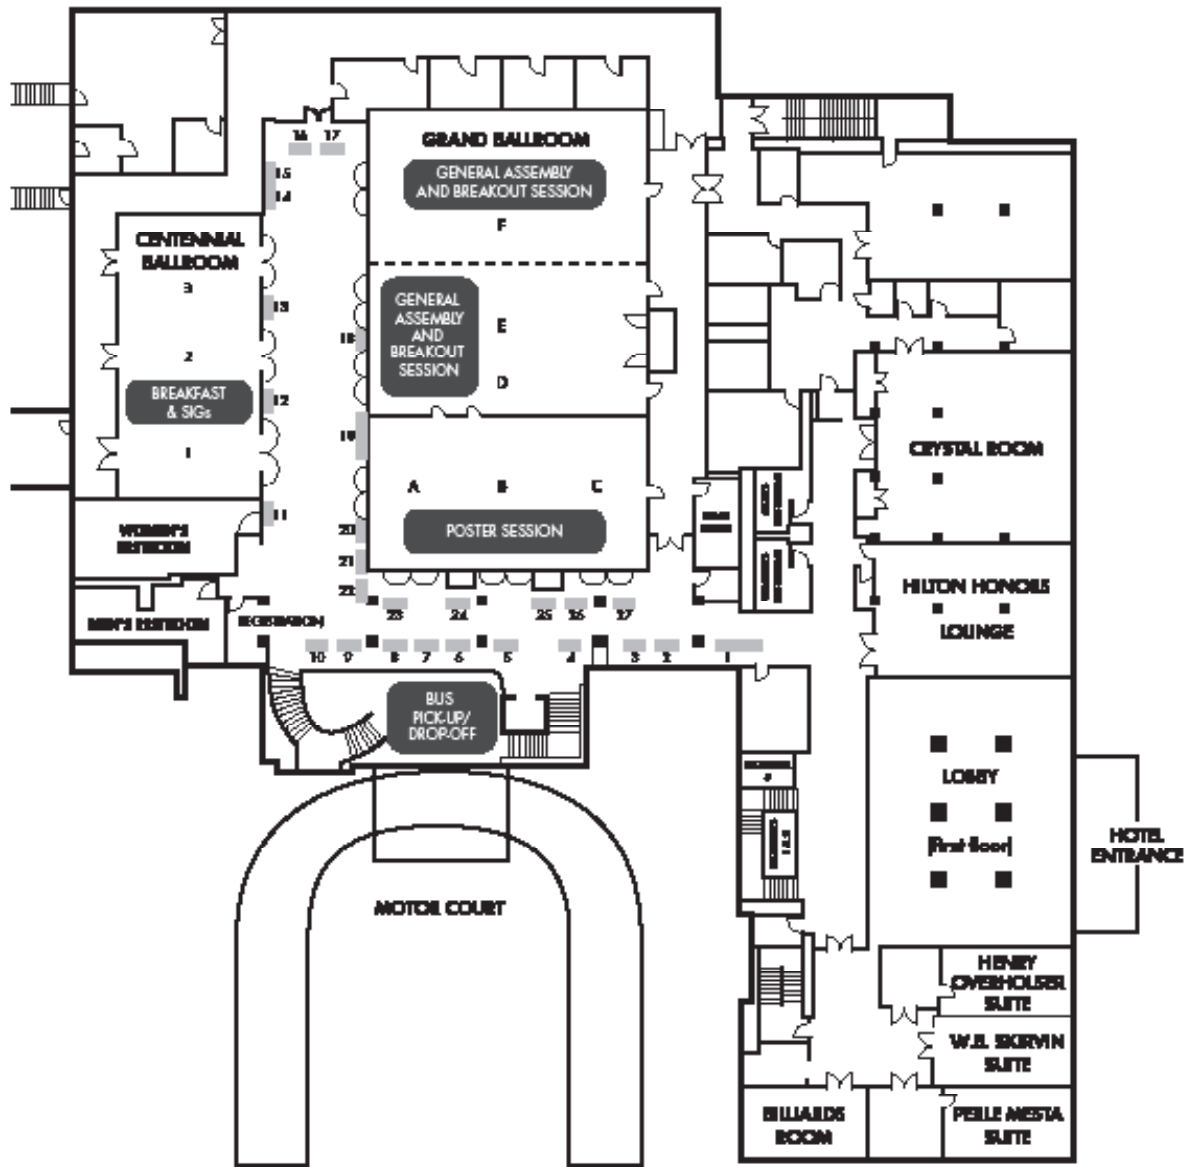 16 17
15
14
GRAND BALLROOM
GENERAL ASSEMBLY
AND BREAKOUT SESSION
F
CENTENNIAL
BALLROOM
3
2
BREAKFAST
& SIGs
1
13
12
11
18
19
20
21
22
GENERAL
ASSEMBLY
AND
BREAKOUT
SESSION
E
D
A B C
POSTER SESSION
CRYSTAL ROOM
WOMEN'S
RESTROOM
MEN'S RESTROOM
REGISTRATION
HILTON HONORS
LOUNGE
23 24 25 26 27
10 9 8 7 6 5 4 3 2 1
BUS
PICK-UP/
DROP-OFF
LOBBY
(First floor)
HOTEL
ENTRANCE
MOTOR COURT
HENRY
OVERHOLSER
SUITE
W.B. SKIRVIN
SUITE
BILLIARDS
ROOM
PERLE MESTA
SUITE